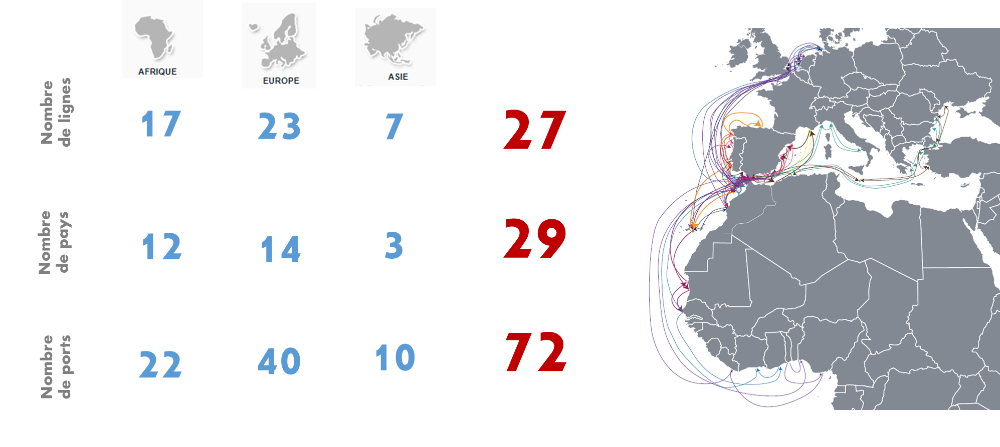 AFRIQUE
EUROPE
ASIE
Nombre
de lignes
17
23
7
27
Nombre
de pays
12
14
3
29
Nombre
de ports
22
40
10
72